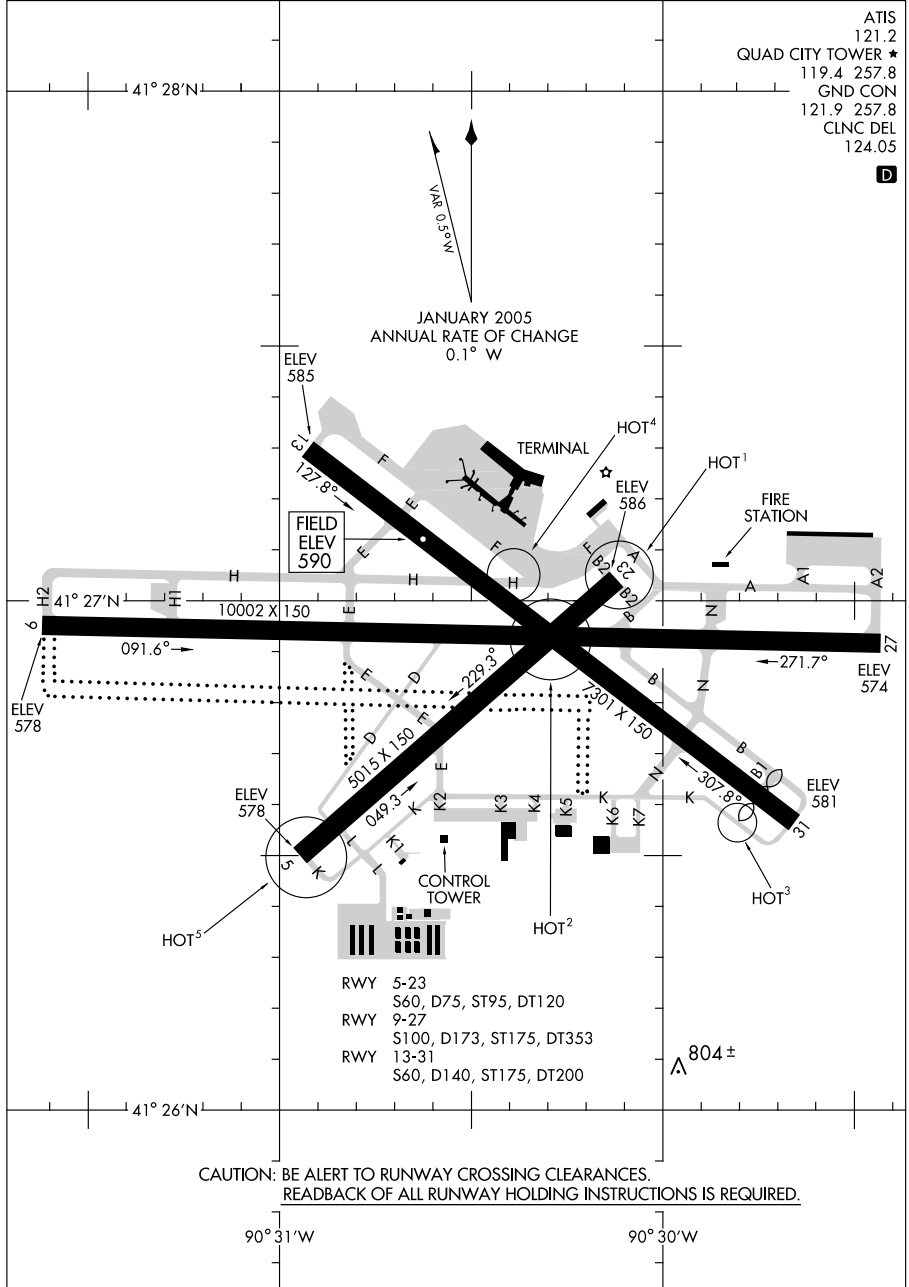 ATIS
121.2
QUAD CITY TOWER ★
119.4 257.8
GND CON
121.9 257.8
CLNC DEL
124.05
D
41° 28'N
VAR 0.5°W
JANUARY 2005
ANNUAL RATE OF CHANGE
0.1° W
ELEV
585
13
127.8°
F
TERMINAL
HOT4
HOT1
ELEV
586
FIRE
STATION
FIELD
ELEV
590
E
E
F
F
A
B2
23
B2
B
H
H
H
H2
H1
A
A1
A2
N
41° 27'N
10002 X 150
E
9
091.6°
271.7°
27
ELEV
574
ELEV
578
229.3°
7301 X 150
E
D
D
E
E
B
B
N
N
5015 X 150
049.3
ELEV
578
K
K2
K3
K4
K5
K
K6
K7
K
307.8°
B1
ELEV
581
31
5
K
L
L
K1
CONTROL
TOWER
HOT5
HOT2
HOT3
RWY 5-23
S60, D75, ST95, DT120
RWY 9-27
S100, D173, ST175, DT353
RWY 13-31
S60, D140, ST175, DT200
804±
41° 26'N
CAUTION: BE ALERT TO RUNWAY CROSSING CLEARANCES.
READBACK OF ALL RUNWAY HOLDING INSTRUCTIONS IS REQUIRED.
90° 31'W
90° 30'W